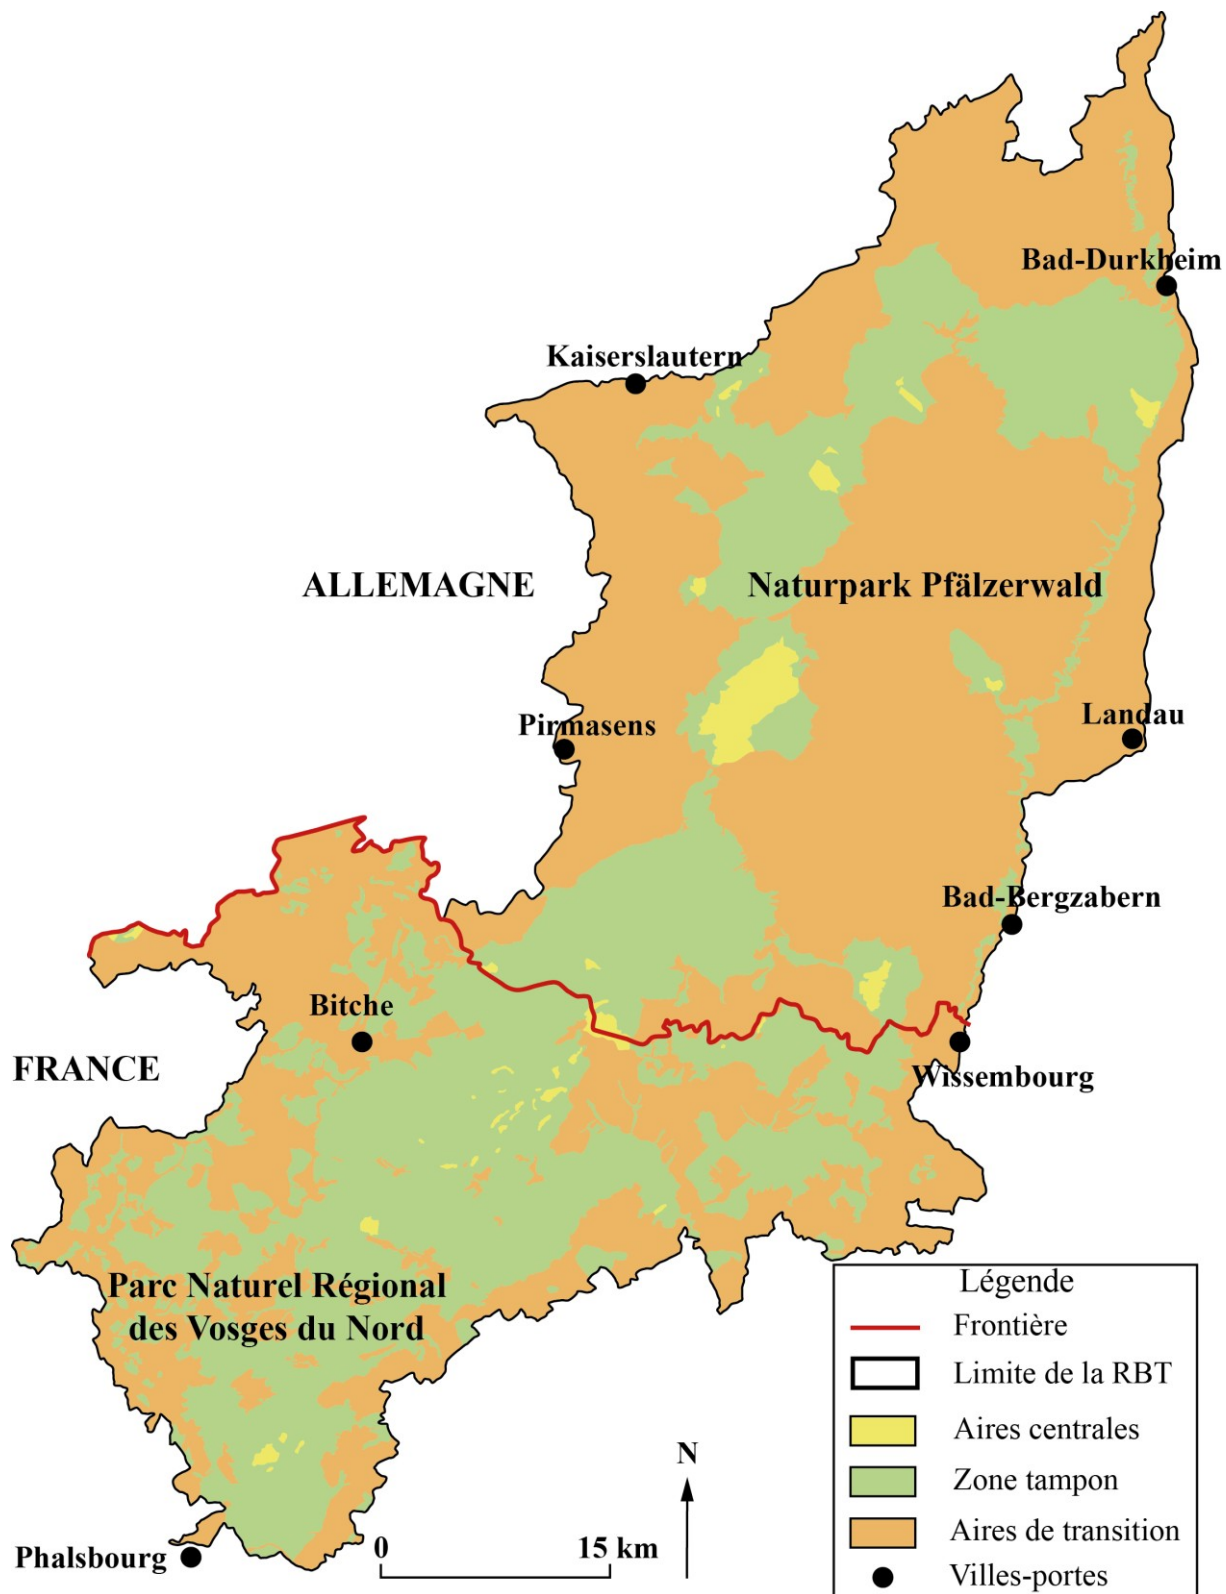 Bad-Durkheim
Kaiserslautern
ALLEMAGNE
Naturpark Pfälzerwald
Pirmasens
Landau
Bad-Bergzabern
Bitche
FRANCE
Wissembourg
Parc Naturel Régional
des Vosges du Nord
Légende
Frontière
Limite de la RBT
Aires centrales
Zone tampon
Aires de transition
Villes-portes
N
0 15 km
Phalsbourg